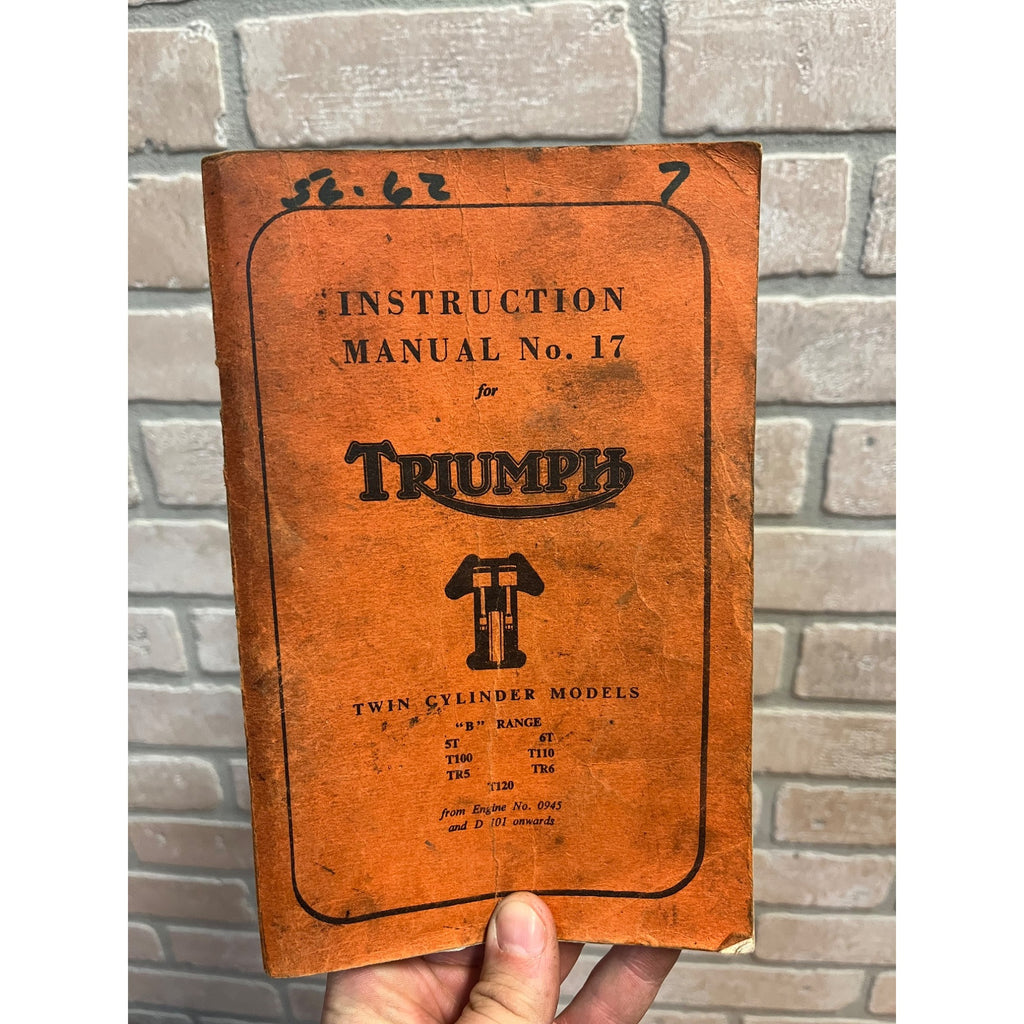 56-62 7
INSTRUCTION
MANUAL No. 17
for
TRIUMPH
TWIN CYLINDER MODELS
"B" RANGE
5T 6T
T100 T110
TR5 TR6
T120
from Engine No. 0945
and D 101 onwards